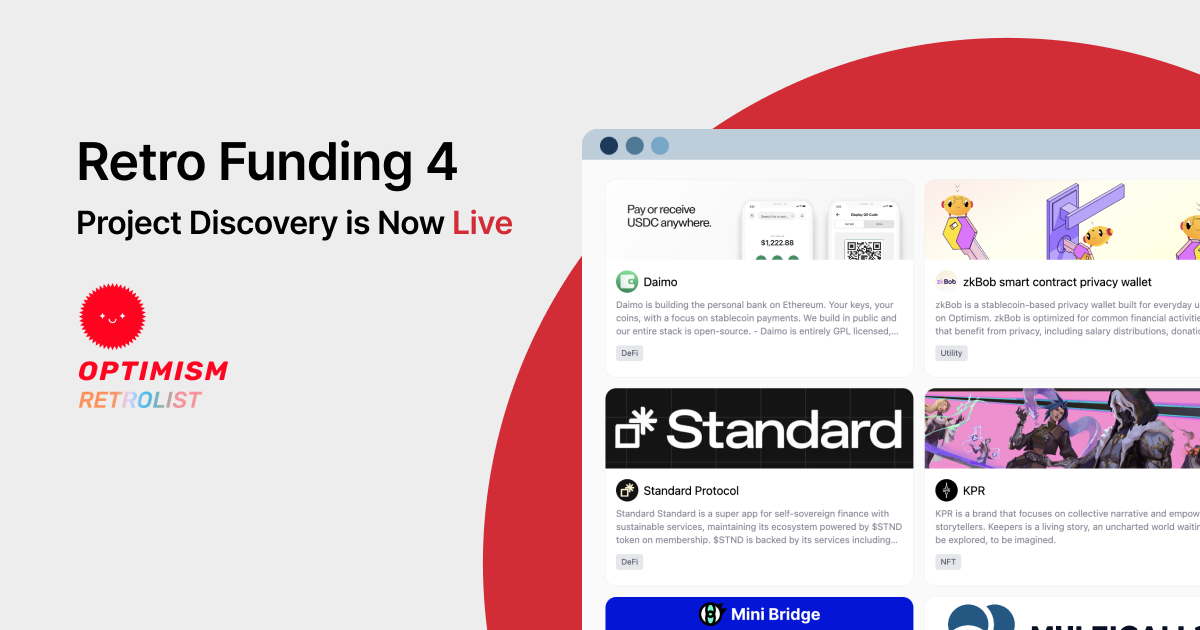 Retro Funding 4
Project Discovery is Now Live
OPTIMISM
RETROLIST
Pay or receive
USDC anywhere.
$1,222.88
Display QR Code
Daimo
Daimo is building the personal bank on Ethereum. Your keys, your
coins, with a focus on stablecoin payments. We build in public and
our entire stack is open-source. - Daimo is entirely GPL licensed,...
DeFi
zkBob
zkBob smart contract privacy wallet
zkBob is a stablecoin-based privacy wallet built for everyday u
on Optimism. zkBob is optimized for common financial activitie
that benefit from privacy, including salary distributions, donatic
Utility
Standard
Standard Protocol
Standard Standard is a super app for self-sovereign finance with
sustainable services, maintaining its ecosystem powered by $STND
token on membership. $STND is backed by its services including...
DeFi
KPR
KPR is a brand that focuses on collective narrative and empow
storytellers. Keepers is a living story, an uncharted world waitin
be explored, to be imagined.
NFT
Mini Bridge